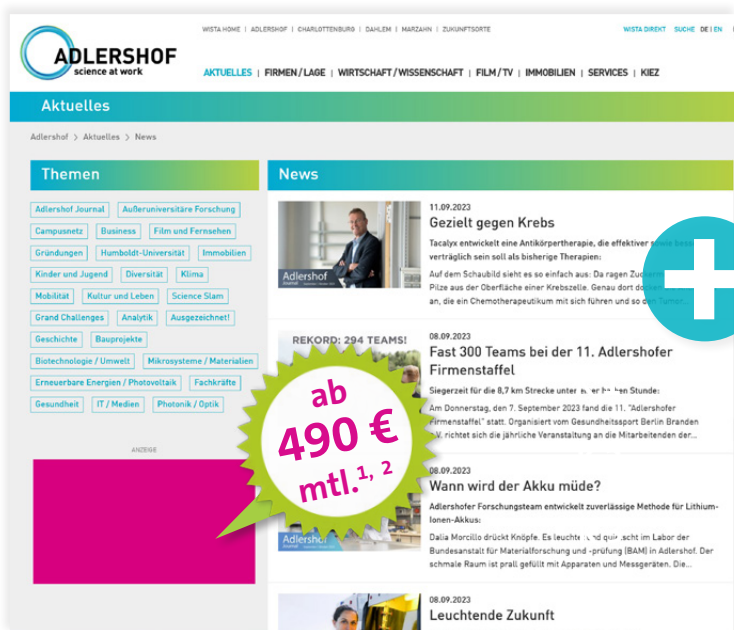 WISTA HOME | ADLERSHOF | CHARLOTTENBURG | DAHLEM | MARZAHN | ZUKUNFTSORTE
WISTA DIREKT SUCHE DE | EN
ADLERSHOF
science at work
AKTUELLES | FIRMEN / LAGE | WIRTSCHAFT / WISSENSCHAFT | FILM / TV | IMMOBILIEN | SERVICES | KIEZ
Aktuelles
Adlershof > Aktuelles > News
Themen
Adlershof Journal Außeruniversitäre Forschung
Campusnetz Business Film und Fernsehen
Gründungen Humboldt-Universität Immobilien
Kinder und Jugend Diversität Klima
Mobilität Kultur und Leben Science Slam
Grand Challenges Analytik Ausgezeichnet!
Geschichte Bauprojekte
Biotechnologie / Umwelt Mikrosysteme / Materialien
Erneuerbare Energien / Photovoltaik Fachkräfte
Gesundheit IT / Medien Photonik / Optik
ANZEIGE
ab
490 €
mtl.1, 2
News
Adlershof
Journal
11.09.2023
Gezielt gegen Krebs
Tacalyx entwickelt eine Antikörpertherapie, die effektiver
verträglich sein soll als bisherige Therapien:
Auf dem Schaubild sieht es so einfach aus: Da ragen
Pilze aus der Oberfläche einer Krebszelle. Genau dort
an, die ein Chemotherapeutikum mit sich führen und so
REKORD: 294 TEAMS!
08.09.2023
Fast 300 Teams bei der 11. Adlershofer
Firmenstaffel
Siegerzeit für die 8,7 km Strecke unter Stunde:
Am Donnerstag, den 7. September 2023 fand die 11. "Adlershofer
Firmenstaffel" statt. Organisiert vom Gesundheitssport Berlin Branden
richtet sich die jährliche Veranstaltung an die Mitarbeitenden der...
Adlershof
Journal
08.09.2023
Wann wird der Akku müde?
Adlershofer Forschungsteam entwickelt zuverlässige Methode für Lithium-
Ionen-Akkus:
Dalia Morcillo drückt Knöpfe. Es im Labor der
Bundesanstalt für Materialforschung und -prüfung (BAM) in Adlershof. Der
schmale Raum ist prall gefüllt mit Apparaten und Messgeräten. Die...
08.09.2023
Leuchtende Zukunft